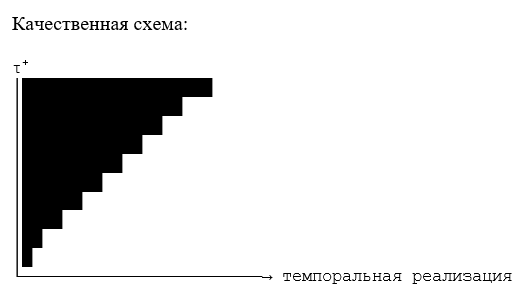 Качественная схема:
τ⁺
→ темпоральная реализация